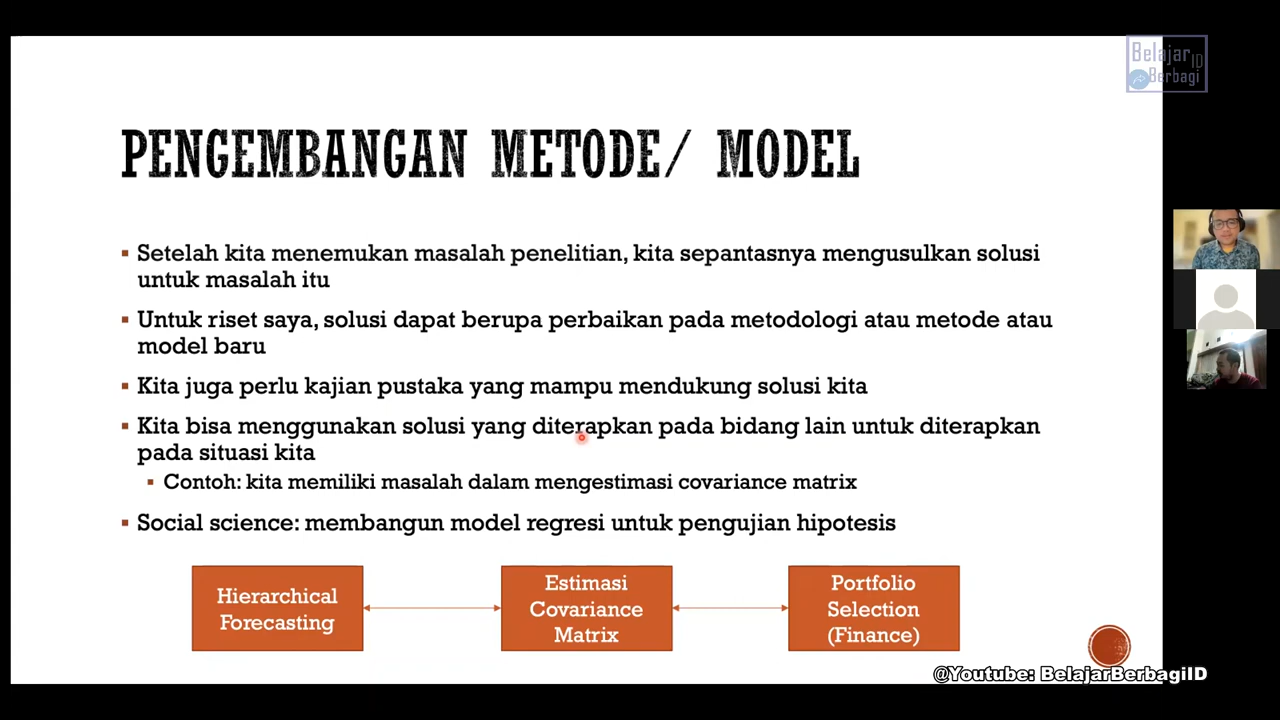 Belajar
ID
Berbagi
PENGEMBANGAN METODE/ MODEL
▪ Setelah kita menemukan masalah penelitian, kita sepantasnya mengusulkan solusi
untuk masalah itu
▪ Untuk riset saya, solusi dapat berupa perbaikan pada metodologi atau metode atau
model baru
▪ Kita juga perlu kajian pustaka yang mampu mendukung solusi kita
▪ Kita bisa menggunakan solusi yang diterapkan pada bidang lain untuk diterapkan
pada situasi kita
▪ Contoh: kita memiliki masalah dalam mengestimasi covariance matrix
▪ Social science: membangun model regresi untuk pengujian hipotesis
Hierarchical
Forecasting
Estimasi
Covariance
Matrix
Portfolio
Selection
(Finance)
@Youtube: BelajarBerbagiID